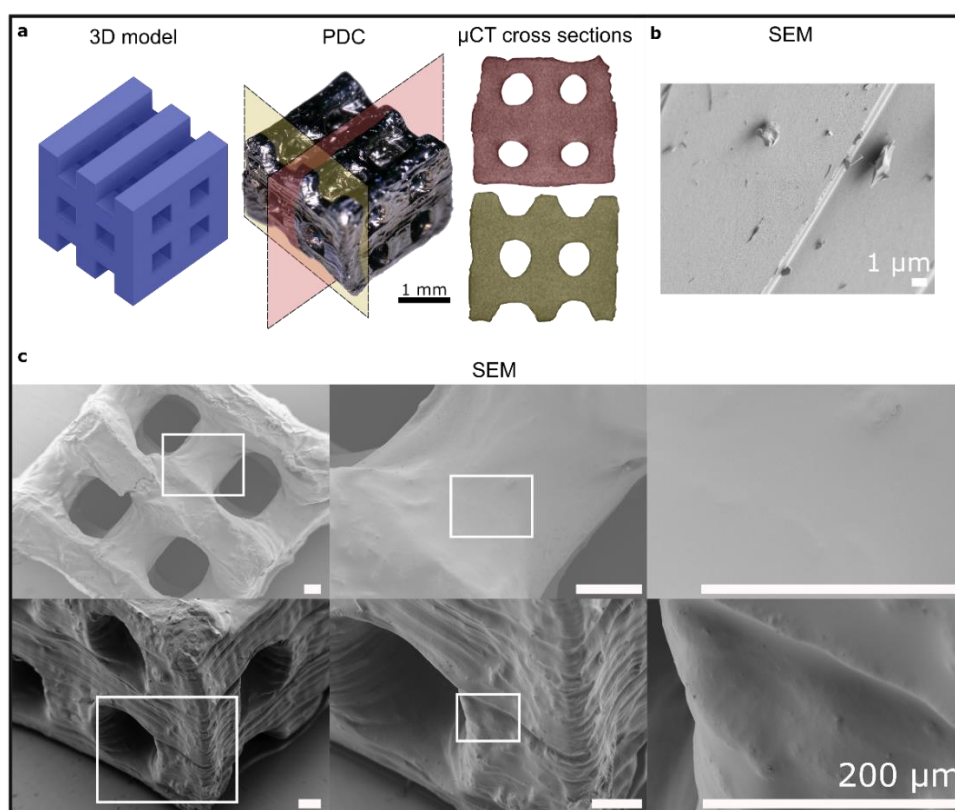 a
3D model
PDC
µCT cross sections
1 mm
b
SEM
1 µm
c
SEM
200 µm